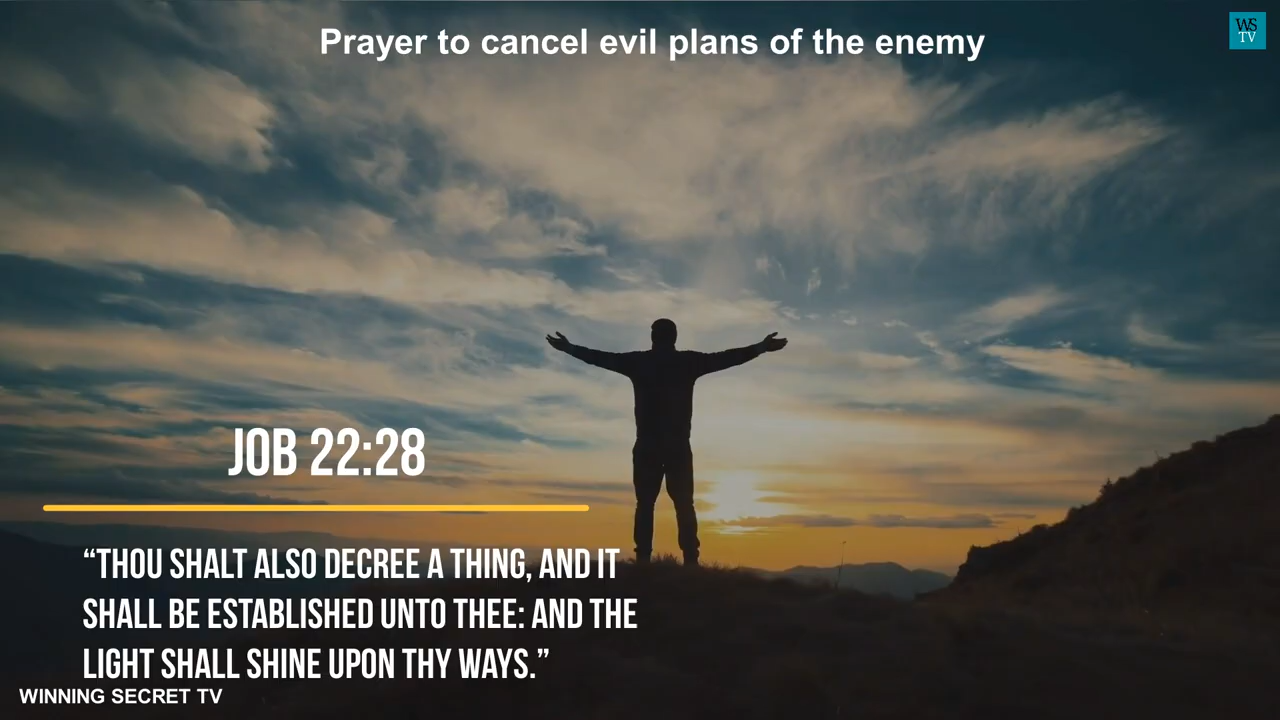 Prayer to cancel evil plans of the enemy
WS
TV
JOB 22:28
“THOU SHALT ALSO DECREE A THING, AND IT
SHALL BE ESTABLISHED UNTO THEE: AND THE
LIGHT SHALL SHINE UPON THY WAYS.”
WINNING SECRET TV